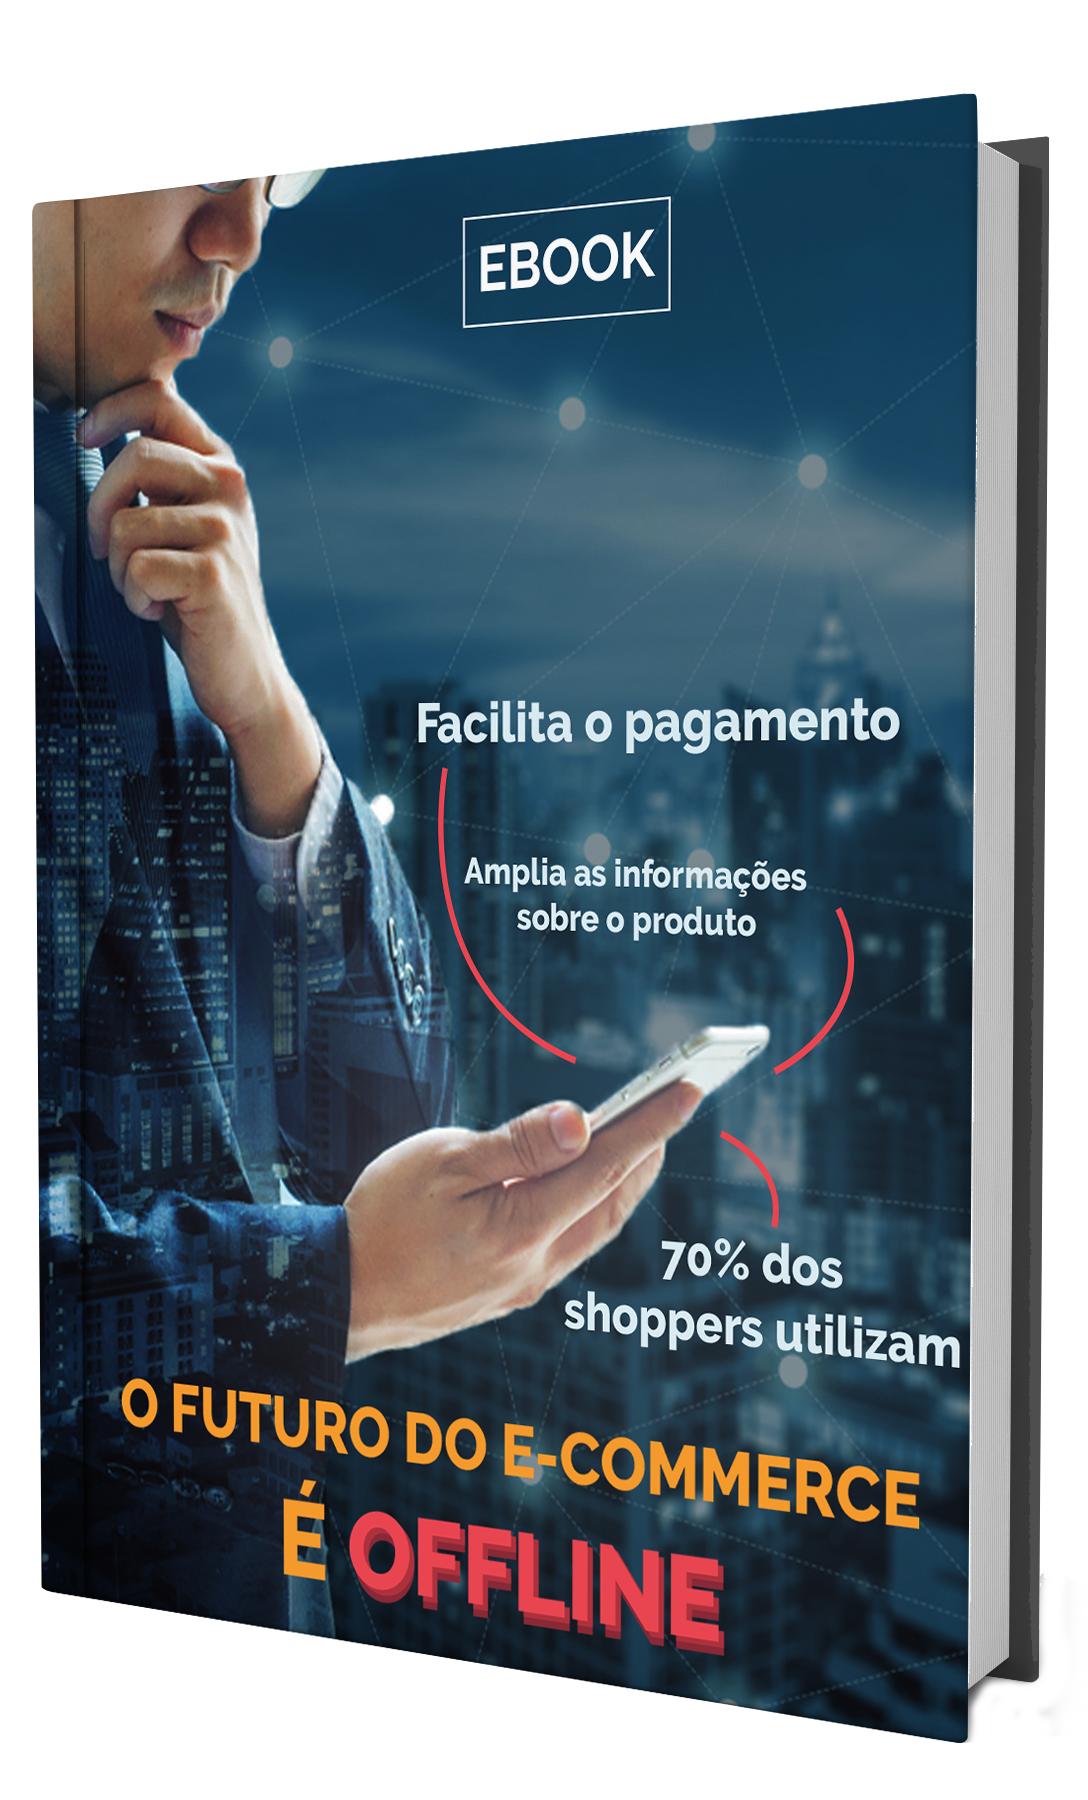 EBOOK
Facilita o pagamento
Amplia as informações
sobre o produto
70% dos
shoppers utilizam
O FUTURO DO E-COMMERCE
É OFFLINE